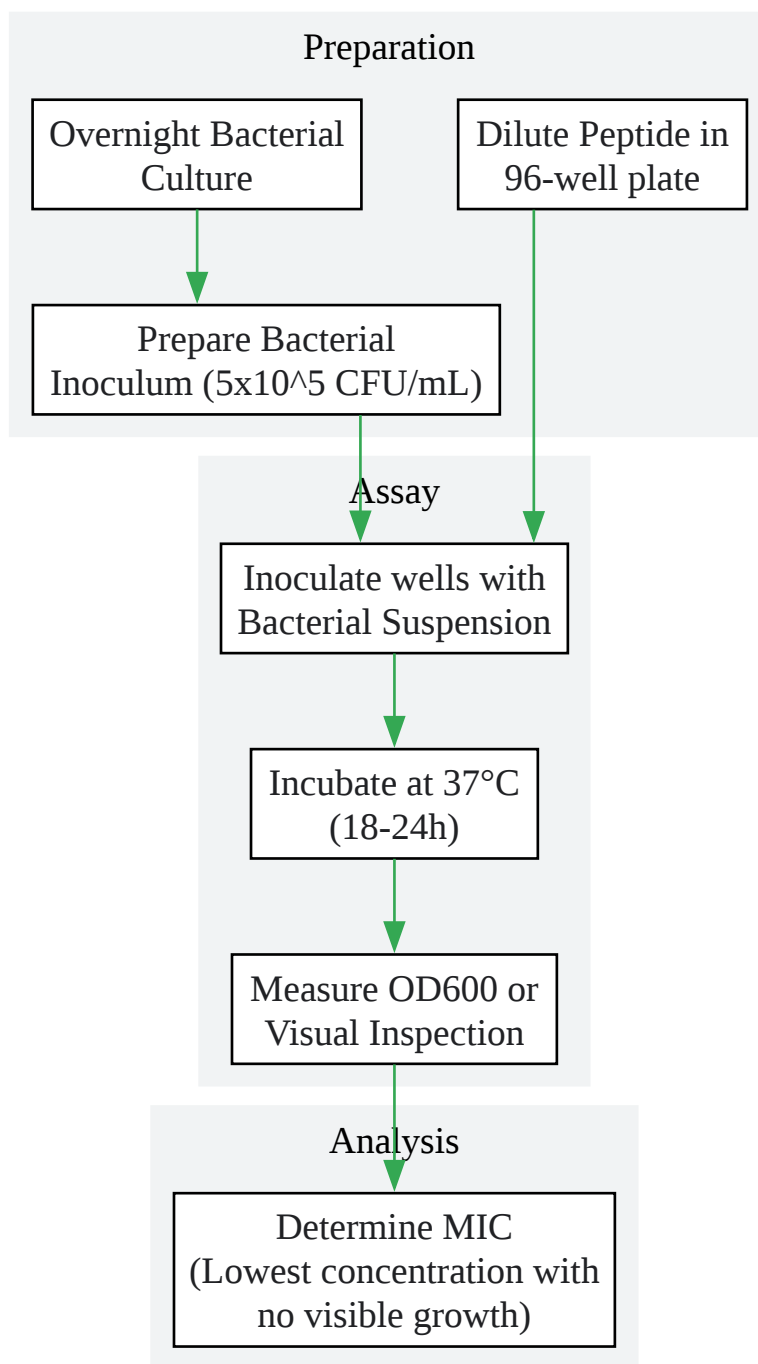 Preparation
Overnight Bacterial
Culture
Dilute Peptide in
96-well plate
Prepare Bacterial
Inoculum (5x10^5 CFU/mL)
Assay
Inoculate wells with
Bacterial Suspension
Incubate at 37°C
(18-24h)
Measure OD600 or
Visual Inspection
Analysis
Determine MIC
(Lowest concentration with
no visible growth)